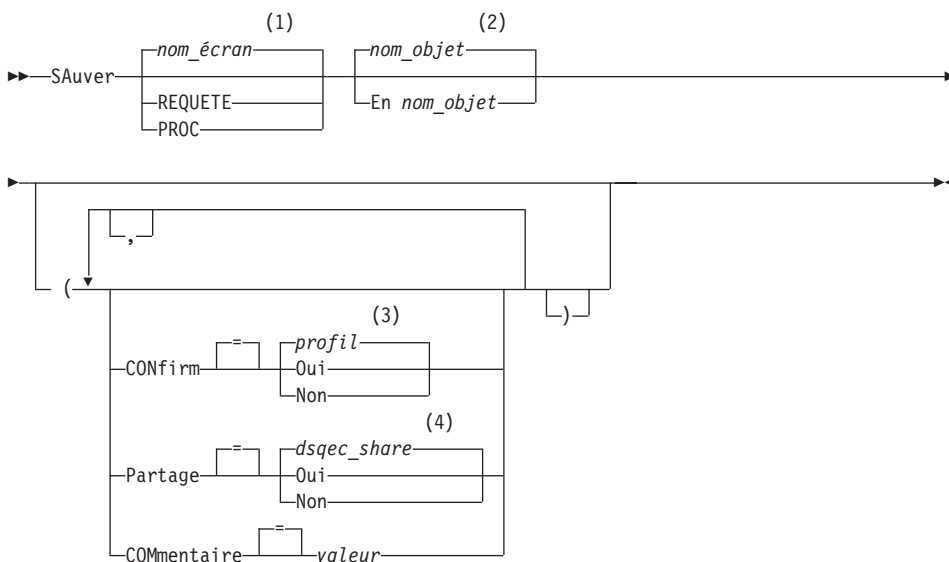 (1) (2)
nom_écran nom_objet
SAuver
REQUETE En nom_objet
PROC
,
(
)
(3)
= profil
CONfirm Oui
Non
(4)
= dsqec_share
Partage Oui
Non
=
COMmentaire valeur